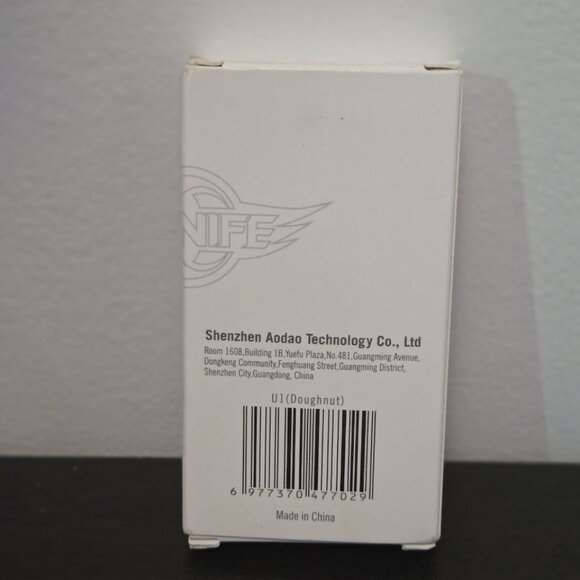 NIFE
Shenzhen Aodao Technology Co., Ltd
Room 1608,Building 1B,Yuefu Plaza,No.481,Guangming Avenue,
Dongkeng Community,Fenghuang Street,Guangming District,
Shenzhen City,Guangdong, China
U1(Doughnut)
6 977370 477029
Made in China